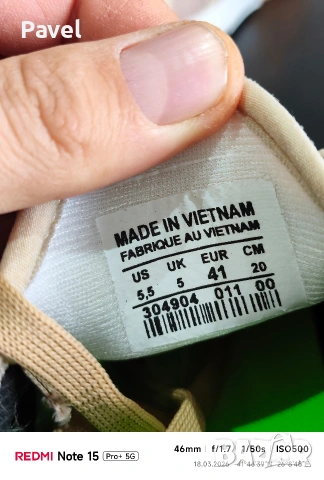 Pavel
MADE IN VIETNAM
FABRIQUE AU VIETNAM
US UK EUR CM
5,5 5 41 20
304904 011 00
REDMI Note 15 Pro+ 5G
46mm f/1.7 1/50s ISO500
18.03.2026